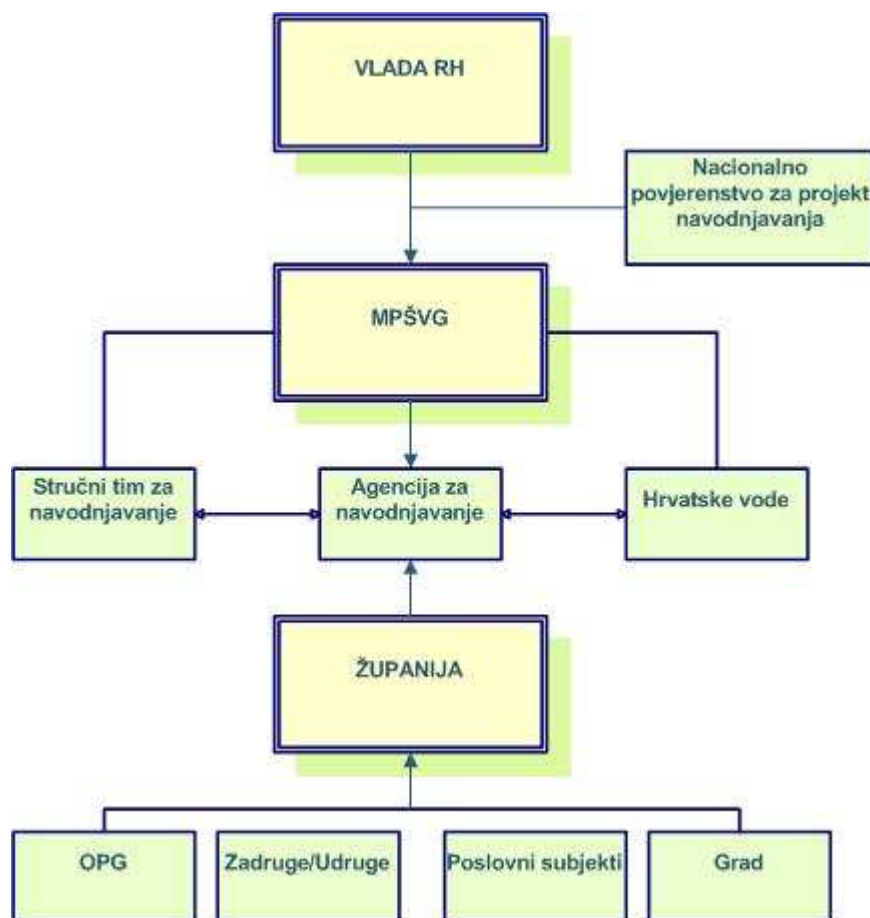 VLADA RH
Nacionalno
povjerenstvo za projekt
navodnjavanja
MPŠVG
Stručni tim za
navodnjavanje
Agencija za
navodnjavanje
Hrvatske vode
ŽUPANIJA
OPG
Zadruge/Udruge
Poslovni subjekti
Grad